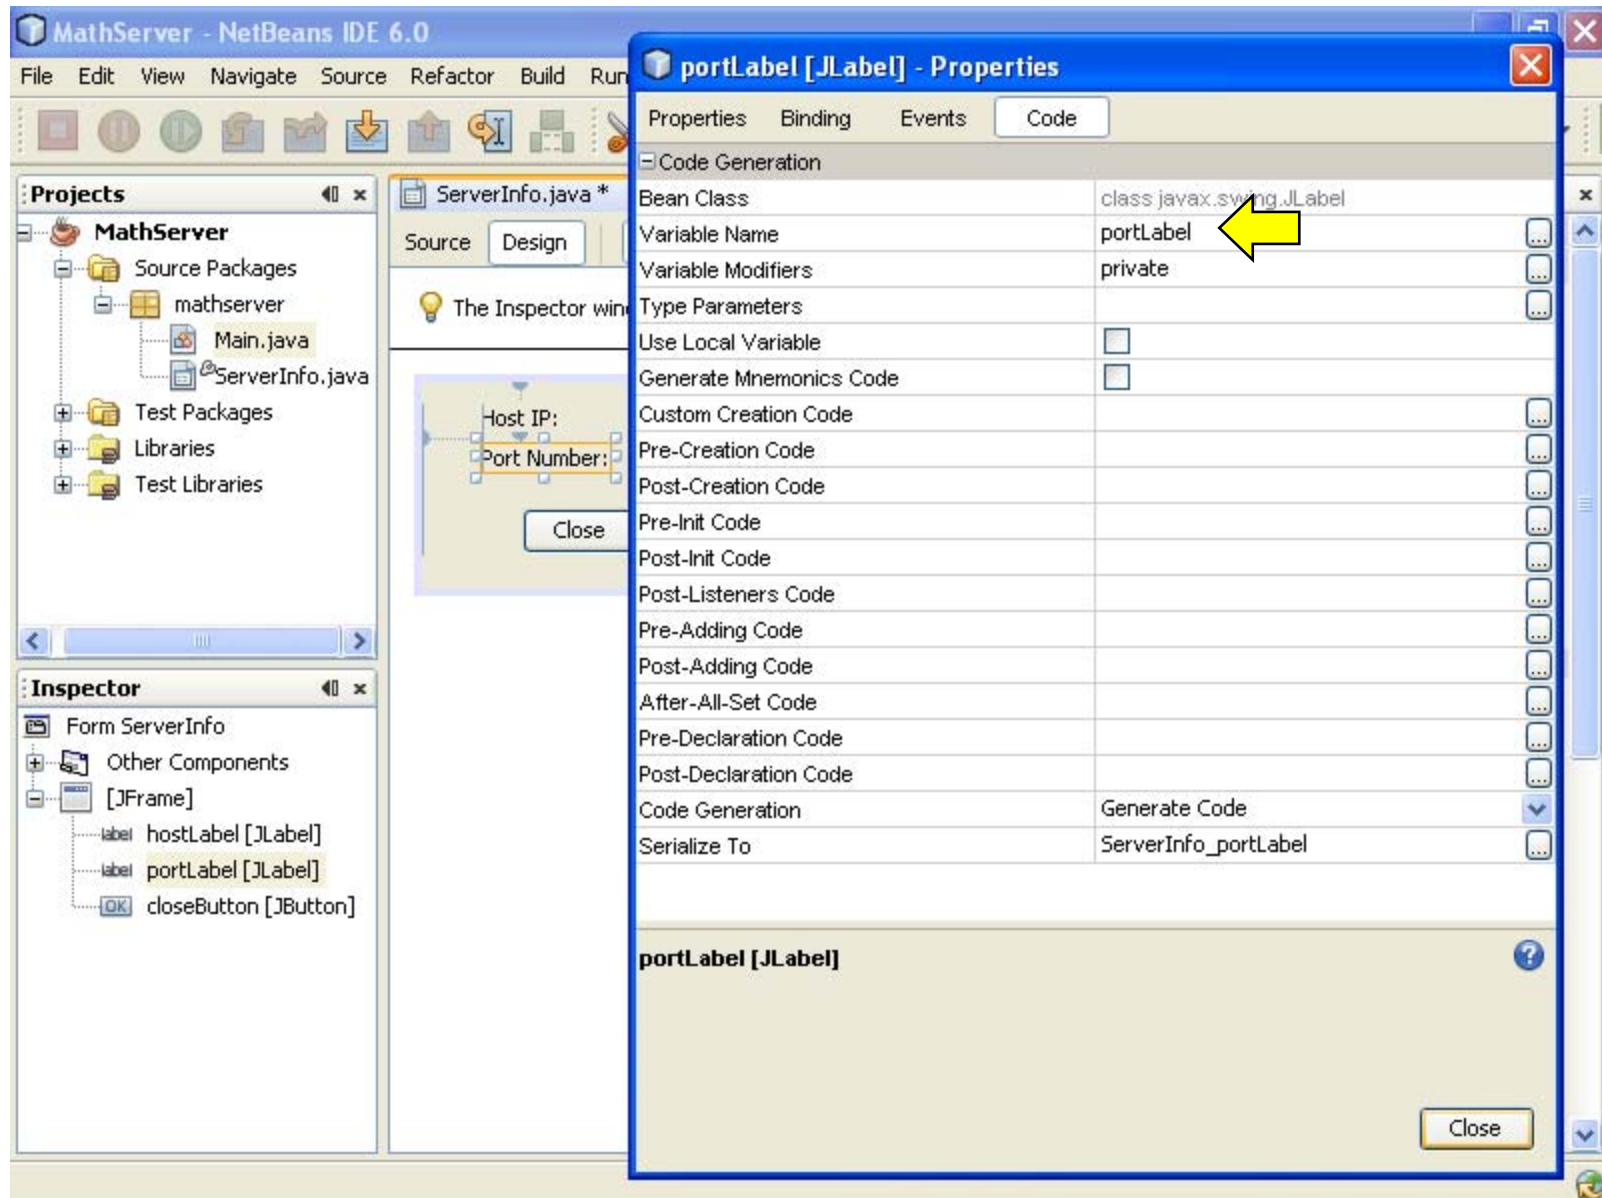 MathServer - NetBeans IDE 6.0
File Edit View Navigate Source Refactor Build Run
Projects
MathServer
Source Packages
mathserver
Main.java
ServerInfo.java
Test Packages
Libraries
Test Libraries
Inspector
Form ServerInfo
Other Components
[JFrame]
label hostLabel [JLabel]
label portLabel [JLabel]
OK closeButton [JButton]
ServerInfo.java *
Source Design
The Inspector win
Host IP:
Port Number:
Close
portLabel [JLabel] - Properties
Properties Binding Events Code
Code Generation
Bean Class class javax.swing.JLabel
Variable Name portLabel ...
Variable Modifiers private ...
Type Parameters ...
Use Local Variable
Generate Mnemonics Code
Custom Creation Code ...
Pre-Creation Code ...
Post-Creation Code ...
Pre-Init Code ...
Post-Init Code ...
Post-Listeners Code ...
Pre-Adding Code ...
Post-Adding Code ...
After-All-Set Code ...
Pre-Declaration Code ...
Post-Declaration Code ...
Code Generation Generate Code
Serialize To ServerInfo_portLabel ...
portLabel [JLabel]
Close